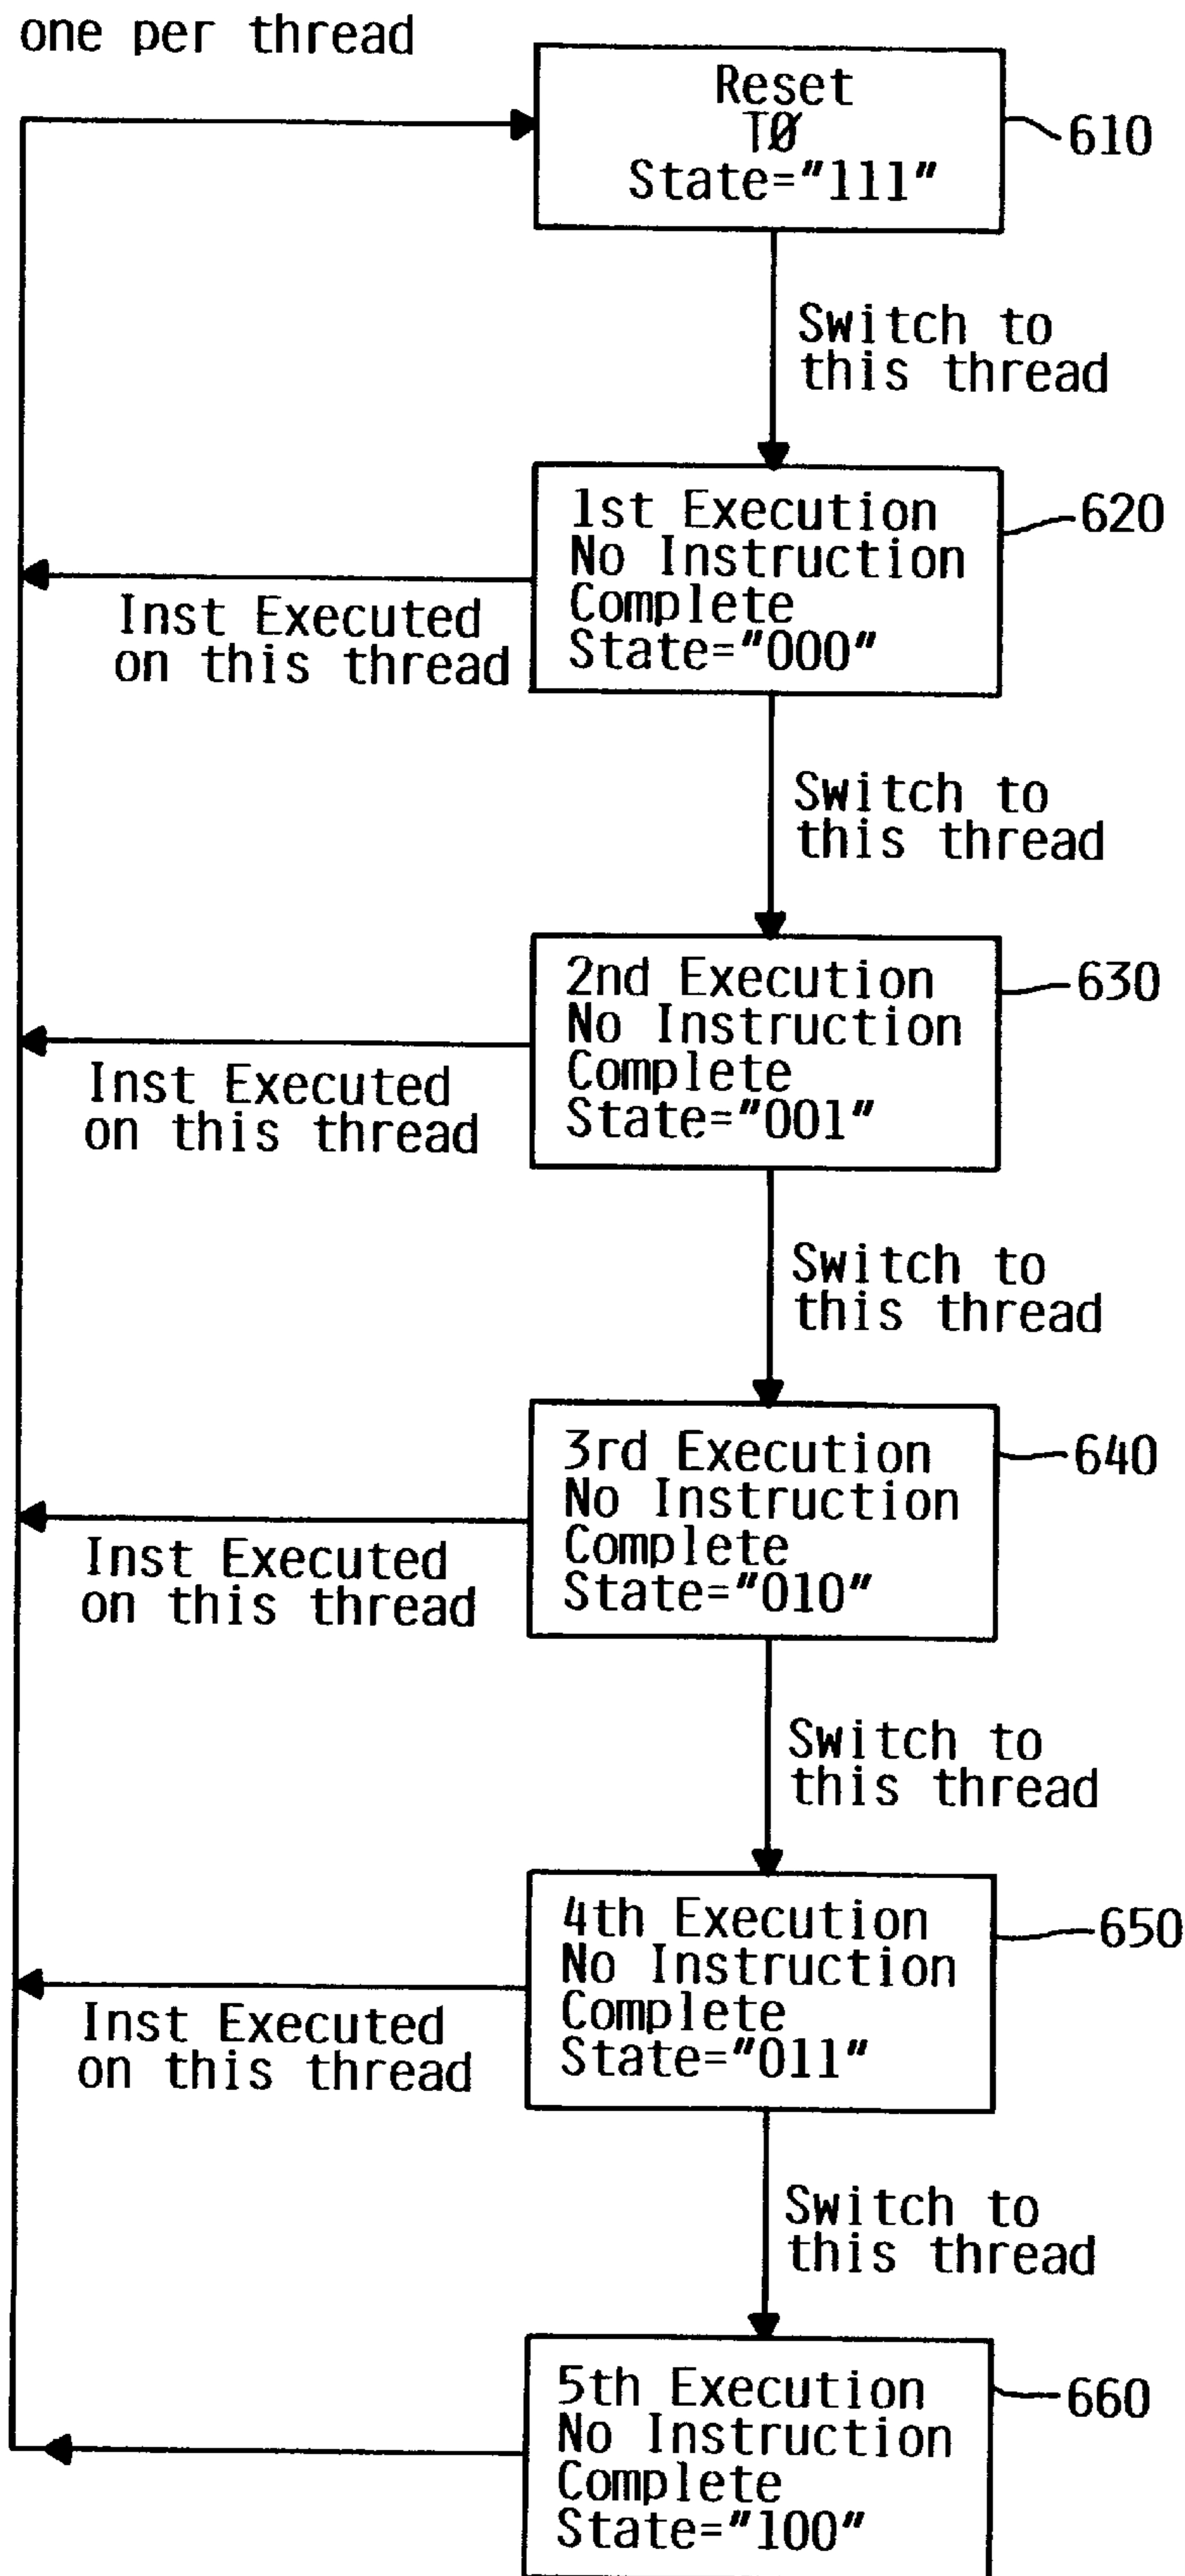 one per thread
Reset
TØ
State="111"
610
Switch to
this thread
1st Execution
No Instruction
Complete
State="000"
620
Inst Executed
on this thread
Switch to
this thread
2nd Execution
No Instruction
Complete
State="001"
630
Inst Executed
on this thread
Switch to
this thread
3rd Execution
No Instruction
Complete
State="010"
640
Inst Executed
on this thread
Switch to
this thread
4th Execution
No Instruction
Complete
State="011"
650
Inst Executed
on this thread
Switch to
this thread
5th Execution
No Instruction
Complete
State="100"
660